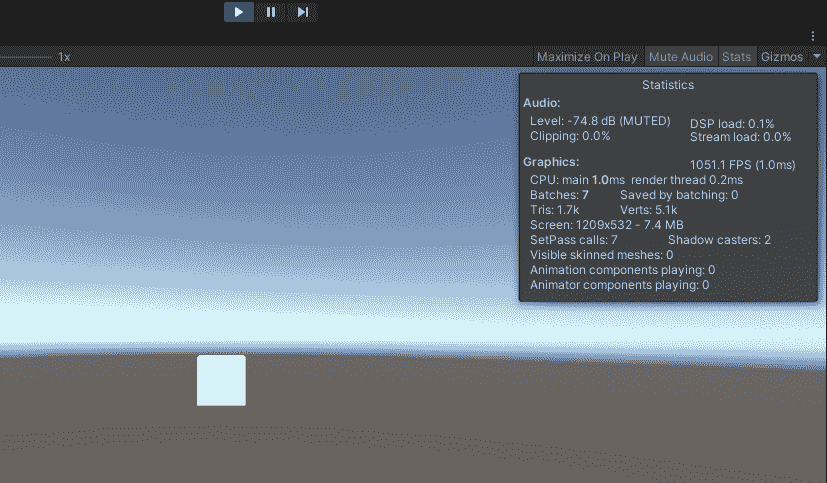 1x Maximize On Play Mute Audio Stats Gizmos
Statistics
Audio:
Level: -74.8 dB (MUTED) DSP load: 0.1%
Clipping: 0.0% Stream load: 0.0%
Graphics: 1051.1 FPS (1.0ms)
CPU: main 1.0ms render thread 0.2ms
Batches: 7 Saved by batching: 0
Tris: 1.7k Verts: 5.1k
Screen: 1209x532 - 7.4 MB
SetPass calls: 7 Shadow casters: 2
Visible skinned meshes: 0
Animation components playing: 0
Animator components playing: 0